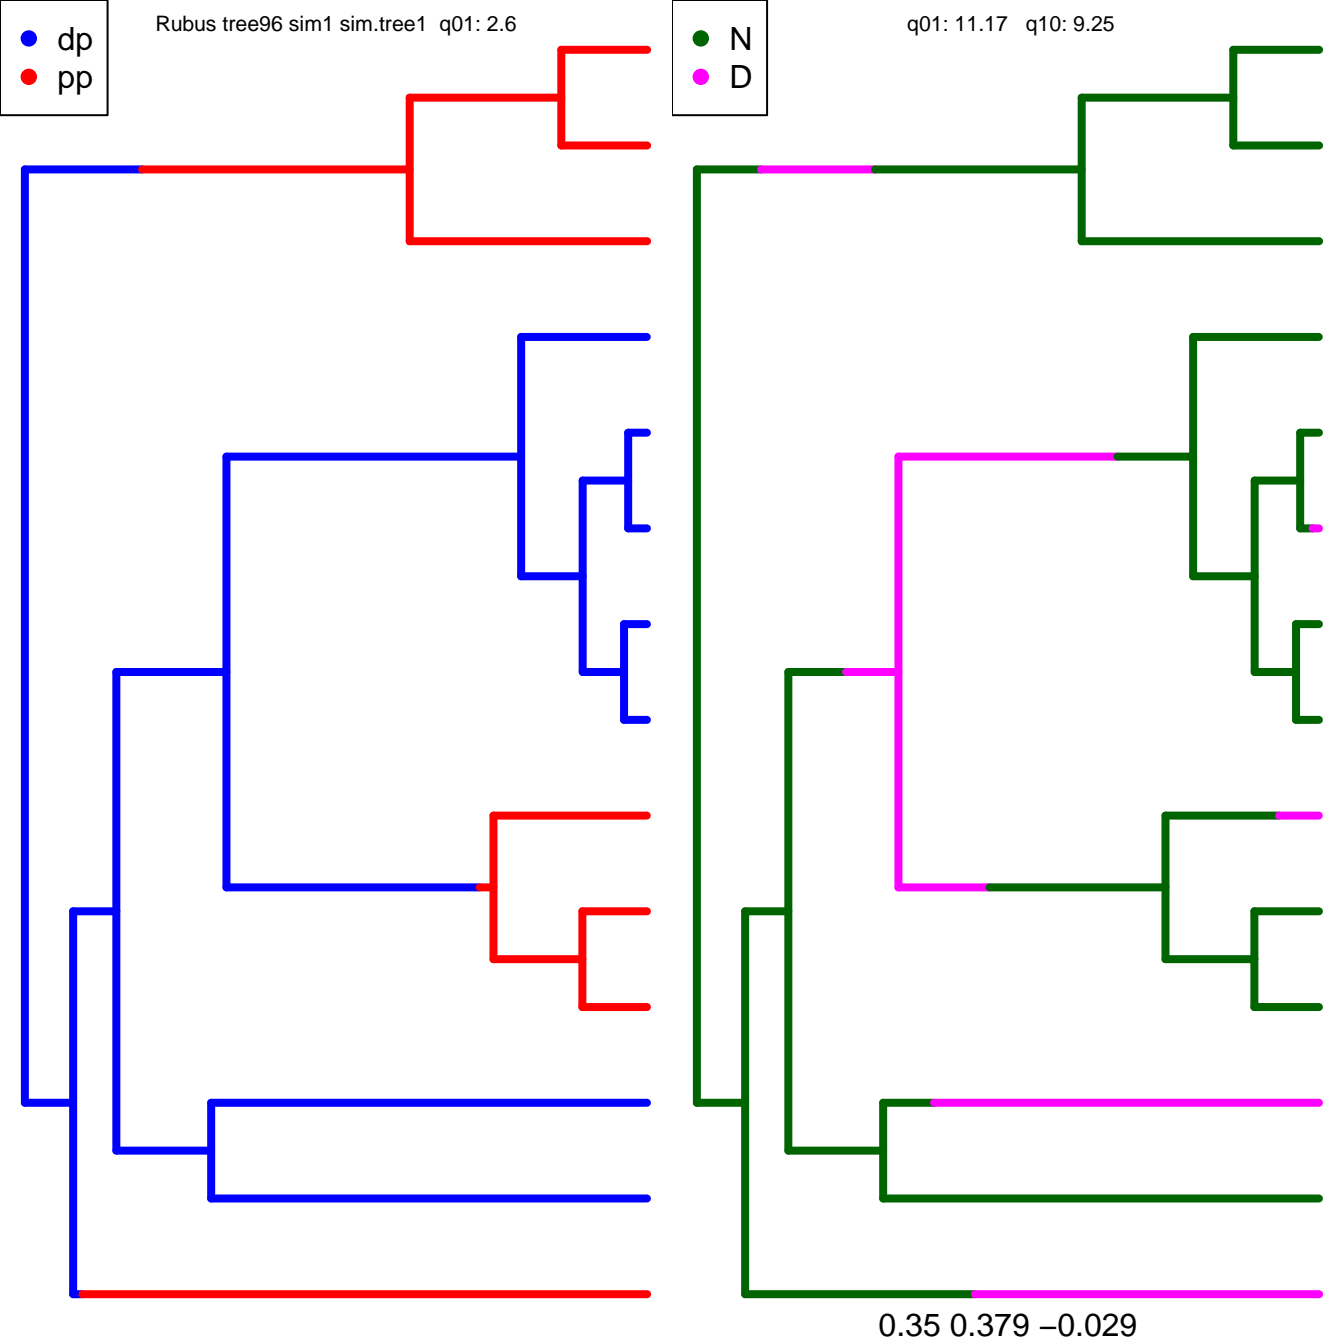 dp
pp
Rubus tree96 sim1 sim.tree1 q01: 2.6
N
D
q01: 11.17 q10: 9.25
0.35 0.379 −0.029